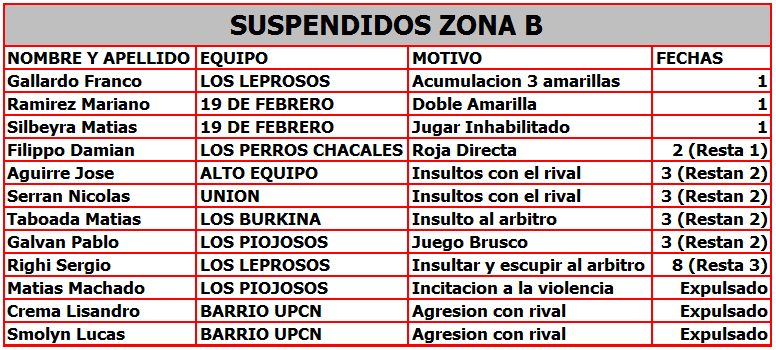 SUSPENDIDOS ZONA B
NOMBRE Y APELLIDO EQUIPO MOTIVO FECHAS
Gallardo Franco LOS LEPROSOS Acumulacion 3 amarillas 1
Ramirez Mariano 19 DE FEBRERO Doble Amarilla 1
Silbeyra Matias 19 DE FEBRERO Jugar Inhabilitado 1
Filippo Damian LOS PERROS CHACALES Roja Directa 2 (Resta 1)
Aguirre Jose ALTO EQUIPO Insultos con el rival 3 (Restan 2)
Serran Nicolas UNION Insultos con el rival 3 (Restan 2)
Taboada Matias LOS BURKINA Insulto al arbitro 3 (Restan 2)
Galvan Pablo LOS PIOJOSOS Juego Brusco 3 (Restan 2)
Righi Sergio LOS LEPROSOS Insultar y escupir al arbitro 8 (Resta 3)
Matias Machado LOS PIOJOSOS Incitacion a la violencia Expulsado
Crema Lisandro BARRIO UPCN Agresion con rival Expulsado
Smolyn Lucas BARRIO UPCN Agresion con rival Expulsado